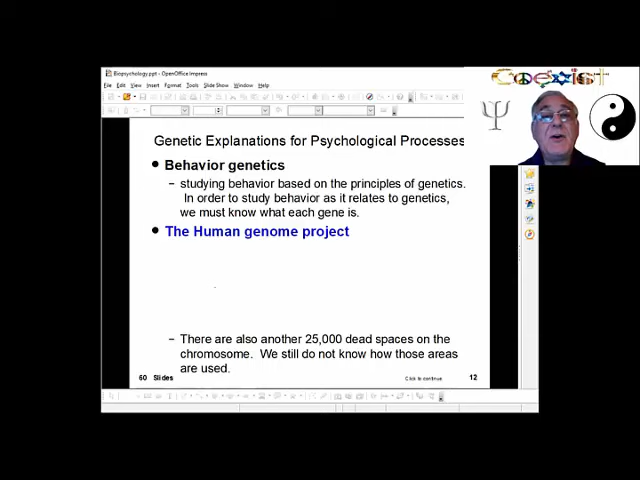 Biopsychology.ppt - OpenOffice Impress
File Edit View Insert Format Tools Slide Show Window Help
Coexist
Ψ
Genetic Explanations for Psychological Processes
• Behavior genetics
– studying behavior based on the principles of genetics.
In order to study behavior as it relates to genetics,
we must know what each gene is.
• The Human genome project
– There are also another 25,000 dead spaces on the
chromosome. We still do not know how those areas
are used.
60 Slides
Click to continue
12